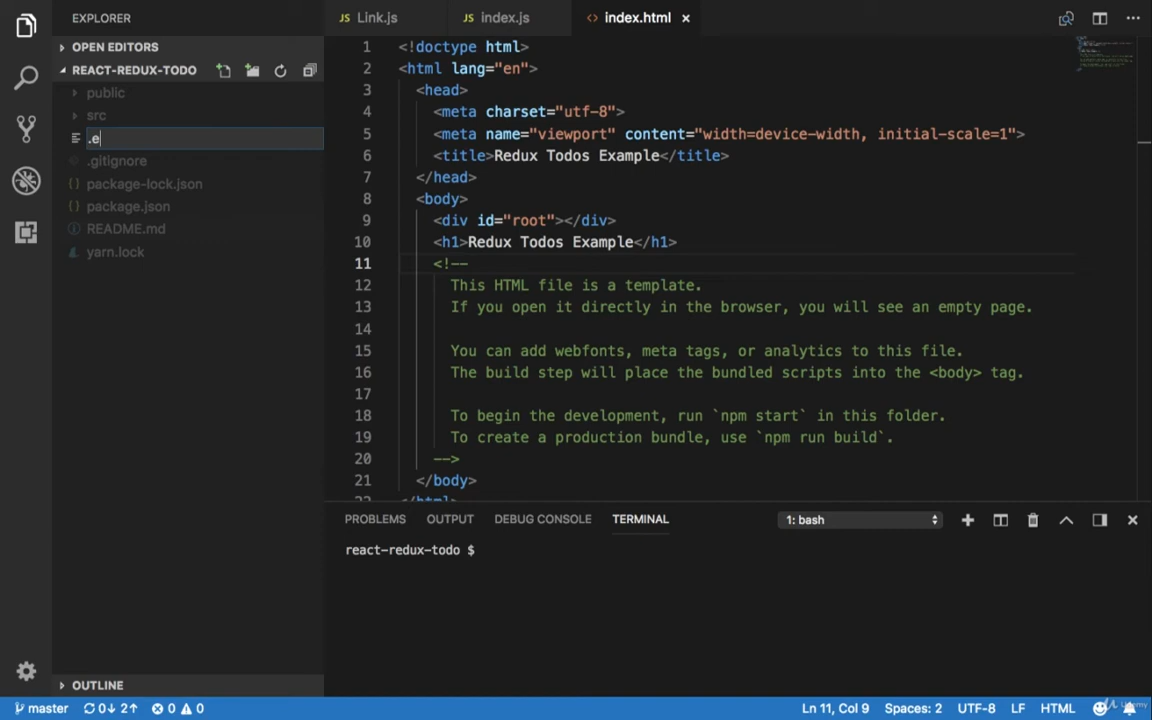 EXPLORER
OPEN EDITORS
REACT-REDUX-TODO
public
src
.e
.gitignore
package-lock.json
package.json
README.md
yarn.lock
OUTLINE
JS Link.js
JS index.js
<> index.html ×
1 <!doctype html>
2 <html lang="en">
3 <head>
4 <meta charset="utf-8">
5 <meta name="viewport" content="width=device-width, initial-scale=1">
6 <title>Redux Todos Example</title>
7 </head>
8 <body>
9 <div id="root"></div>
10 <h1>Redux Todos Example</h1>
11 <!--
12 This HTML file is a template.
13 If you open it directly in the browser, you will see an empty page.
14
15 You can add webfonts, meta tags, or analytics to this file.
16 The build step will place the bundled scripts into the <body> tag.
17
18 To begin the development, run `npm start` in this folder.
19 To create a production bundle, use `npm run build`.
20 -->
21 </body>
22 </html>
PROBLEMS OUTPUT DEBUG CONSOLE TERMINAL 1: bash
react-redux-todo $
master 0↓ 2↑ 0 0 Ln 11, Col 9 Spaces: 2 UTF-8 LF HTML
Udemy